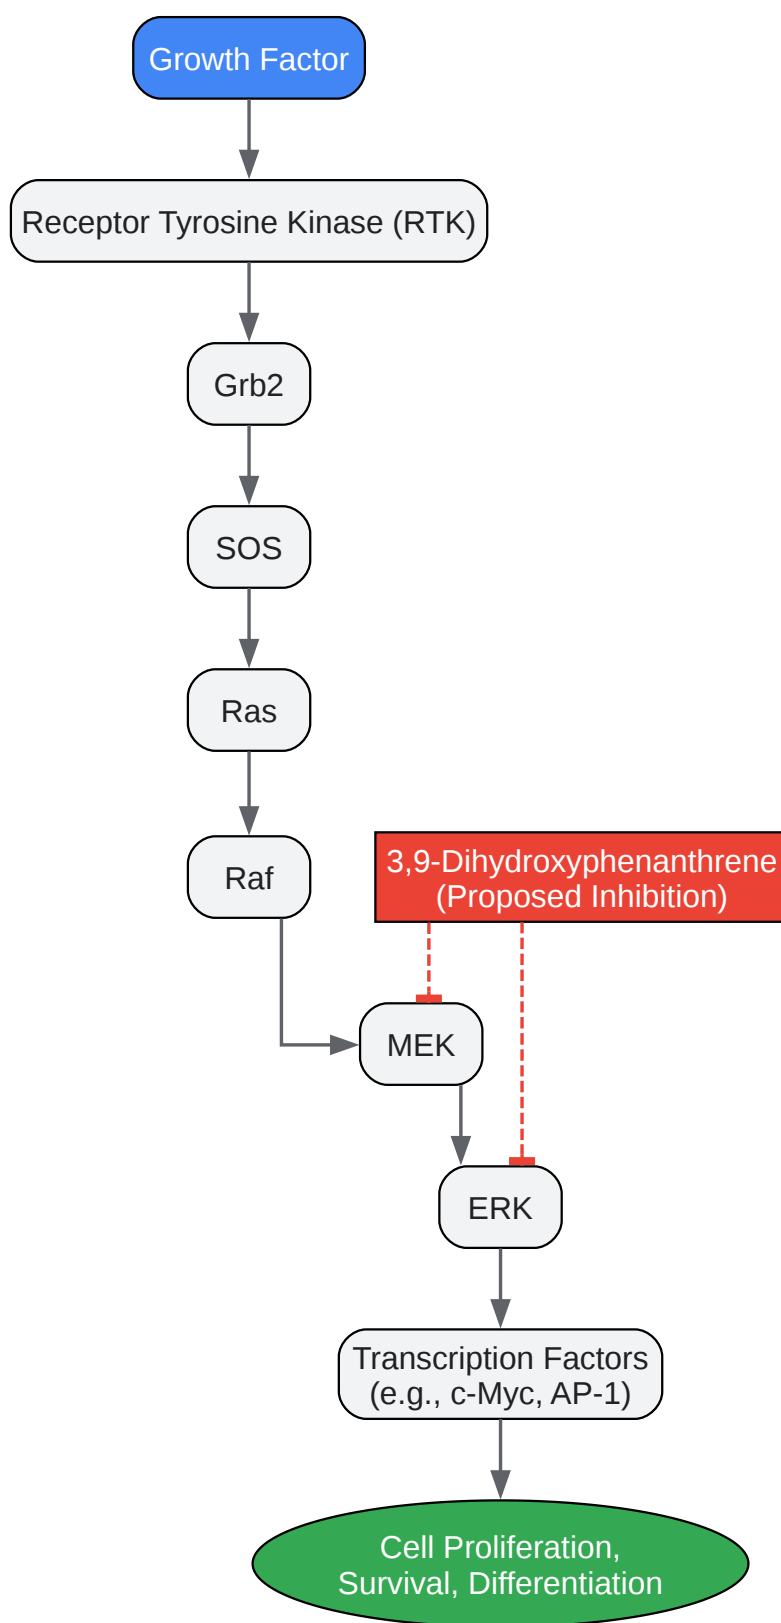 Growth Factor
Receptor Tyrosine Kinase (RTK)
Grb2
SOS
Ras
Raf
3,9-Dihydroxyphenanthrene
(Proposed Inhibition)
MEK
ERK
Transcription Factors
(e.g., c-Myc, AP-1)
Cell Proliferation,
Survival, Differentiation